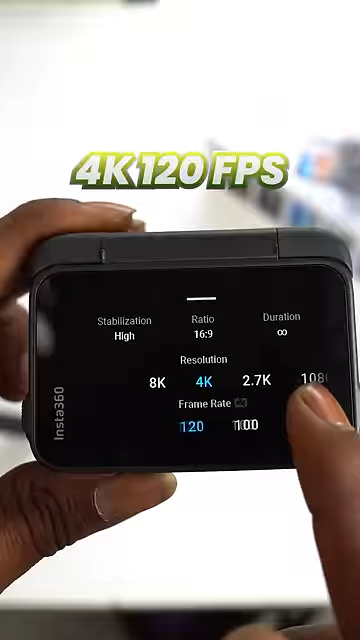 4K 120 FPS
Stabilization Ratio Duration
High 16:9 ∞
Resolution
8K 4K 2.7K 108
Frame Rate
120 100
Insta360